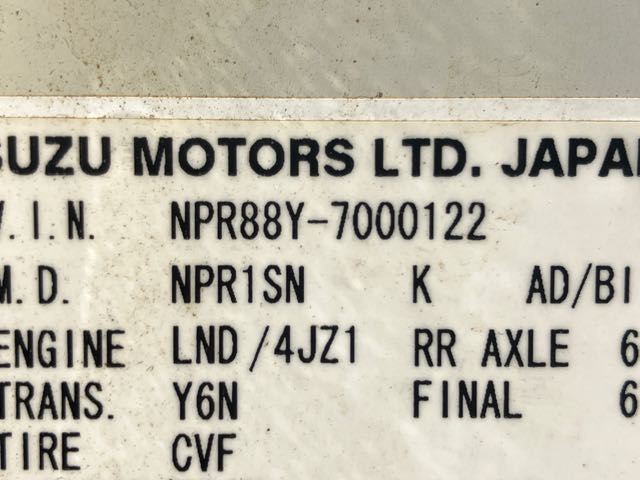 SUZU MOTORS LTD. JAPAN
V.I.N. NPR88Y-7000122
M.D. NPR1SN K AD/BI
ENGINE LND/4JZ1 RR AXLE 6
TRANS. Y6N FINAL 6
TIRE CVF